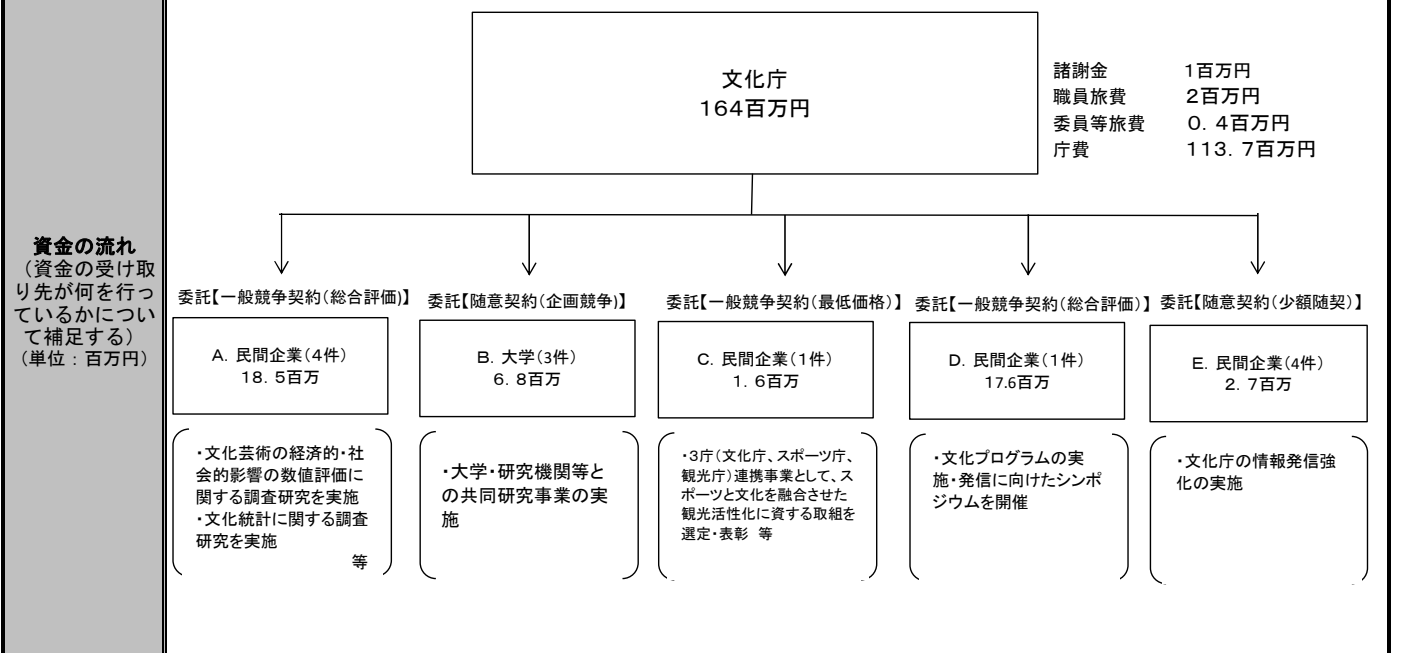 文化庁
164百万円
諸謝金 1百万円
職員旅費 2百万円
委員等旅費 0．4百万円
庁費 113．7百万円
資金の流れ
（資金の受け取
り先が何を行っ
ているかについ
て補足する）
（単位：百万円）
委託【一般競争契約（総合評価）】
A．民間企業（4件）
18．5百万
・文化芸術の経済的・社
会的影響の数値評価に
関する調査研究を実施
・文化統計に関する調査
研究を実施
等
委託【随意契約（企画競争）】
B．大学（3件）
6．8百万
・大学・研究機関等と
の共同研究事業の実
施
委託【一般競争契約（最低価格）】
C．民間企業（1件）
1．6百万
・3庁（文化庁、スポーツ庁、
観光庁）連携事業として、ス
ポーツと文化を融合させた
観光活性化に資する取組を
選定・表彰 等
委託【一般競争契約（総合評価）】
D．民間企業（1件）
17.6百万
・文化プログラムの実
施・発信に向けたシンポ
ジウムを開催
委託【随意契約（少額随契）】
E．民間企業（4件）
2．7百万
・文化庁の情報発信強
化の実施